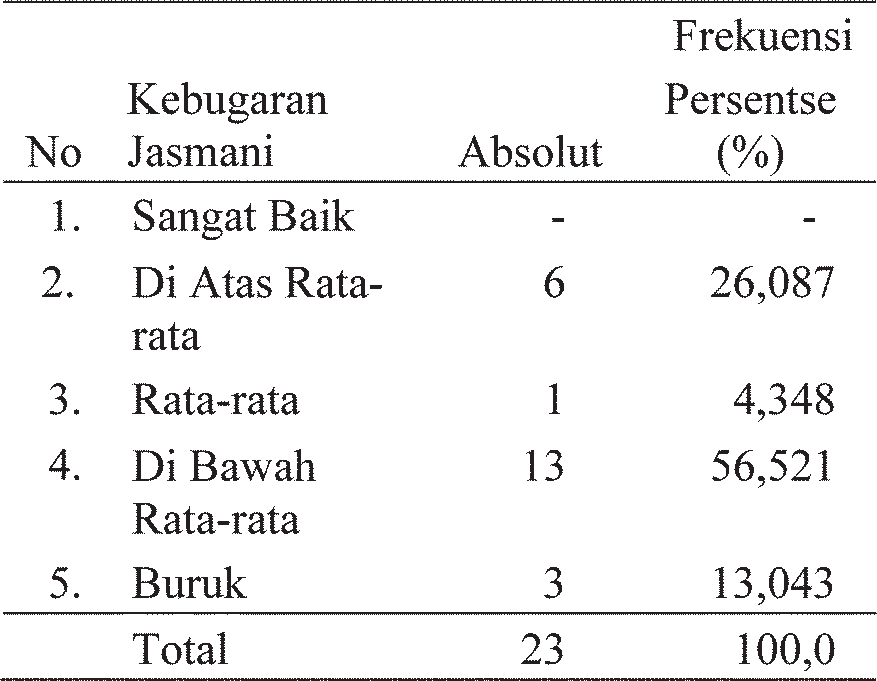 Frekuensi
Kebugaran Persentse
No Jasmani Absolut (%)
1. Sangat Baik - -
2. Di Atas Rata- 6 26,087
rata
3. Rata-rata 1 4,348
4. Di Bawah 13 56,521
Rata-rata
5. Buruk 3 13,043
Total 23 100,0